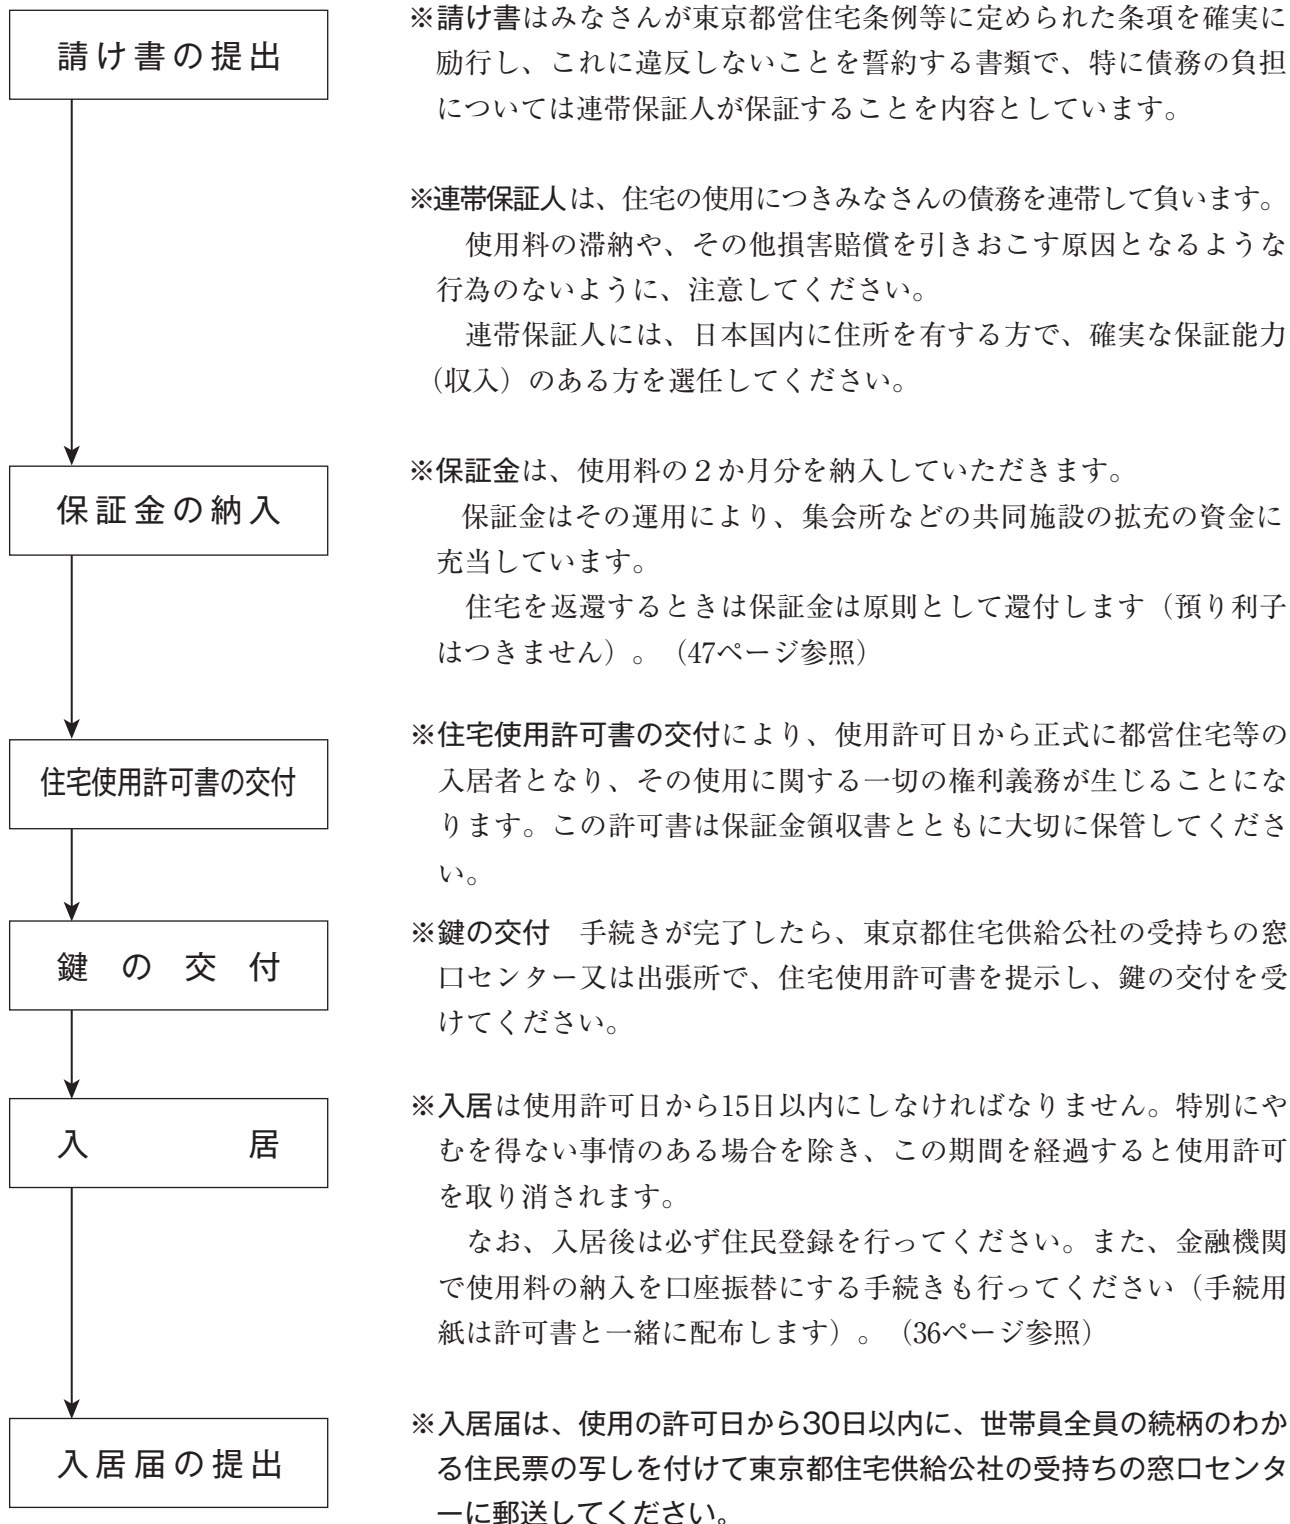 請け書の提出
※請け書はみなさんが東京都営住宅条例等に定められた条項を確実に
励行し、これに違反しないことを誓約する書類で、特に債務の負担
については連帯保証人が保証することを内容としています。
※連帯保証人は、住宅の使用につきみなさんの債務を連帯して負います。
使用料の滞納や、その他損害賠償を引きおこす原因となるような
行為のないように、注意してください。
連帯保証人には、日本国内に住所を有する方で、確実な保証能力
（収入）のある方を選任してください。
保証金の納入
※保証金は、使用料の２か月分を納入していただきます。
保証金はその運用により、集会所などの共同施設の拡充の資金に
充当しています。
住宅を返還するときは保証金は原則として還付します（預り利子
はつきません）。（47ページ参照）
住宅使用許可書の交付
※住宅使用許可書の交付により、使用許可日から正式に都営住宅等の
入居者となり、その使用に関する一切の権利義務が生じることにな
ります。この許可書は保証金領収書とともに大切に保管してくださ
い。
鍵の交付
※鍵の交付　手続きが完了したら、東京都住宅供給公社の受持ちの窓
口センター又は出張所で、住宅使用許可書を提示し、鍵の交付を受
けてください。
入居
※入居は使用許可日から15日以内にしなければなりません。特別にや
むを得ない事情のある場合を除き、この期間を経過すると使用許可
を取り消されます。
なお、入居後は必ず住民登録を行ってください。また、金融機関
で使用料の納入を口座振替にする手続きも行ってください（手続用
紙は許可書と一緒に配布します）。（36ページ参照）
入居届の提出
※入居届は、使用の許可日から30日以内に、世帯員全員の続柄のわか
る住民票の写しを付けて東京都住宅供給公社の受持ちの窓口センタ
ーに郵送してください。